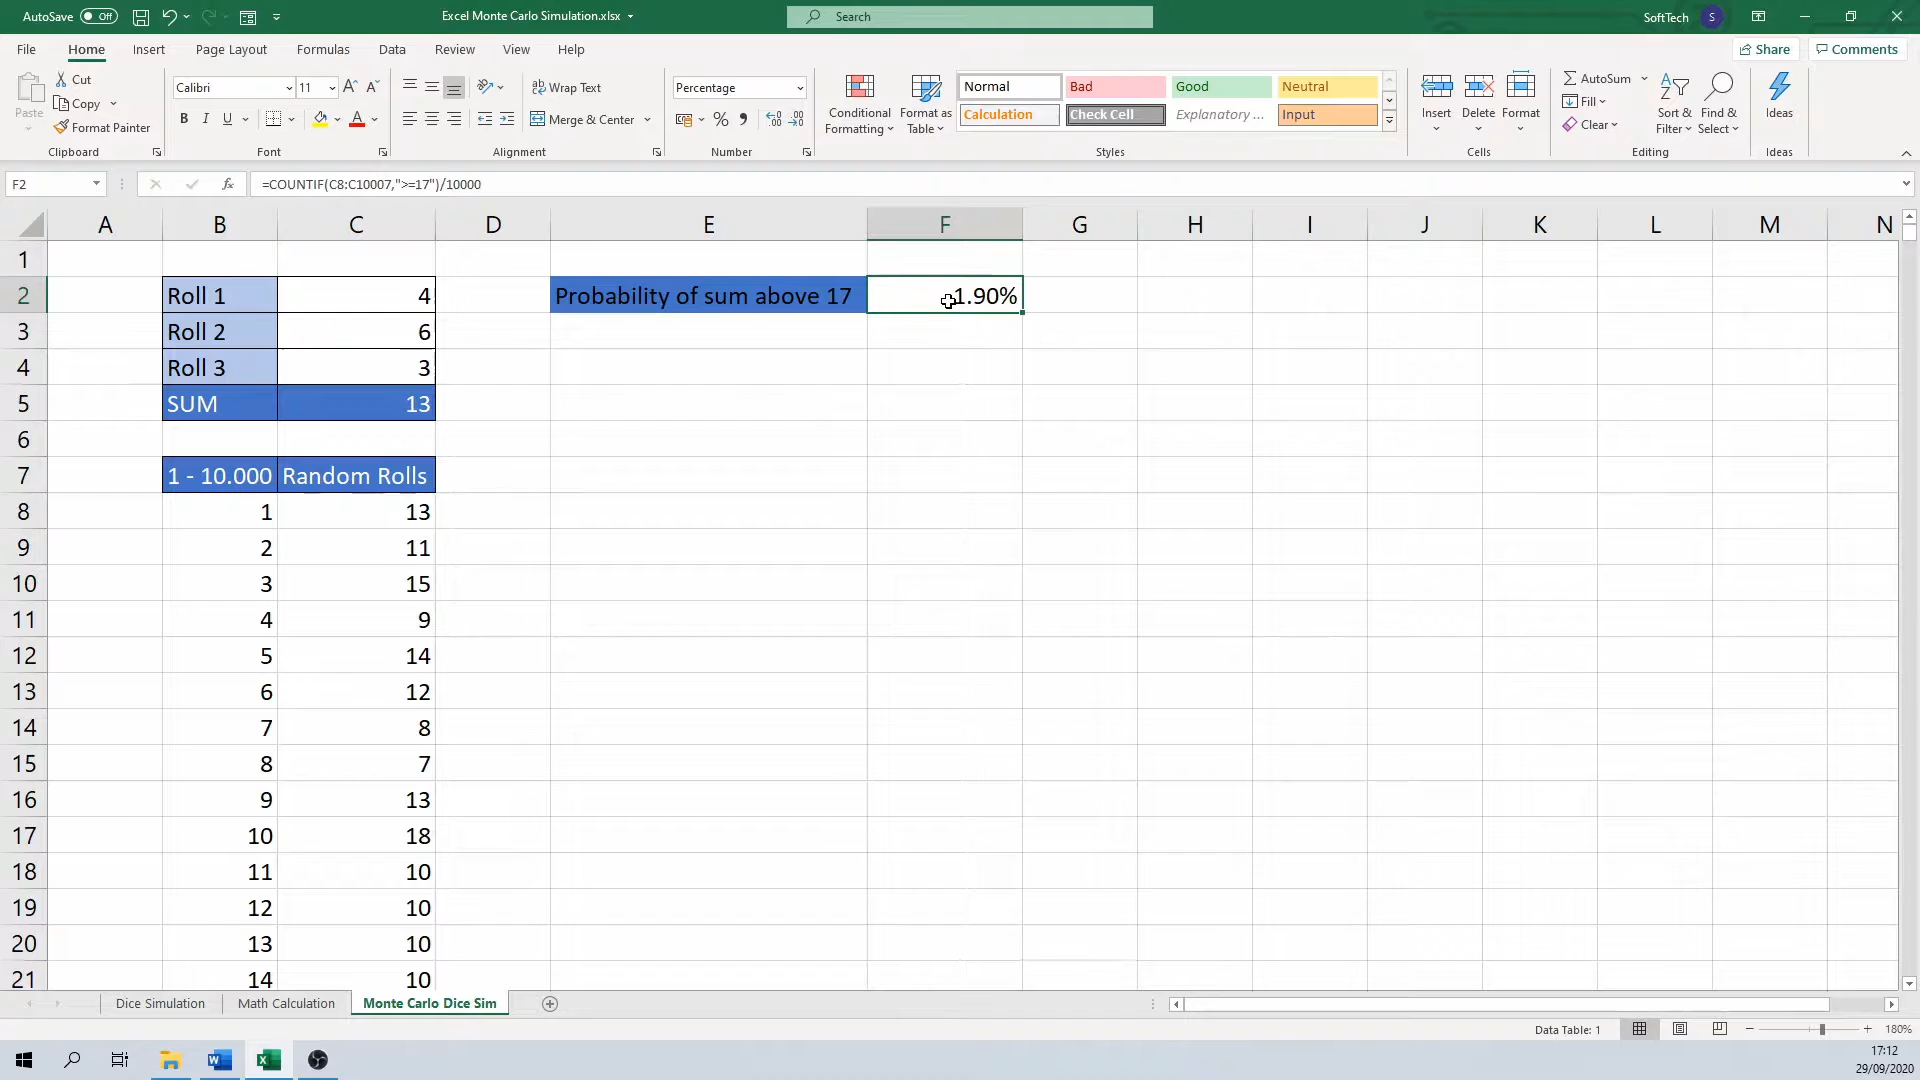 AutoSave Off Excel Monte Carlo Simulation.xlsx Search SoftTech S
File Home Insert Page Layout Formulas Data Review View Help Share Comments
Paste Cut Copy Format Painter Clipboard
Calibri 11 A A B I U A Font
Wrap Text Merge & Center Alignment
Percentage % Number
Conditional Formatting Format as Table
Normal Bad Good Neutral
Calculation Check Cell Explanatory ... Input
Styles
Insert Delete Format Cells
AutoSum Fill Clear Sort & Filter Find & Select Editing
Ideas Ideas
F2 fx =COUNTIF(C8:C10007,">=17")/10000
A B C D E F G H I J K L M N
1
2 Roll 1 4 Probability of sum above 17 1.90%
3 Roll 2 6
4 Roll 3 3
5 SUM 13
6
7 1 - 10.000 Random Rolls
8 1 13
9 2 11
10 3 15
11 4 9
12 5 14
13 6 12
14 7 8
15 8 7
16 9 13
17 10 18
18 11 10
19 12 10
20 13 10
21 14 10
Dice Simulation Math Calculation Monte Carlo Dice Sim
Data Table: 1 180%
17:12
29/09/2020